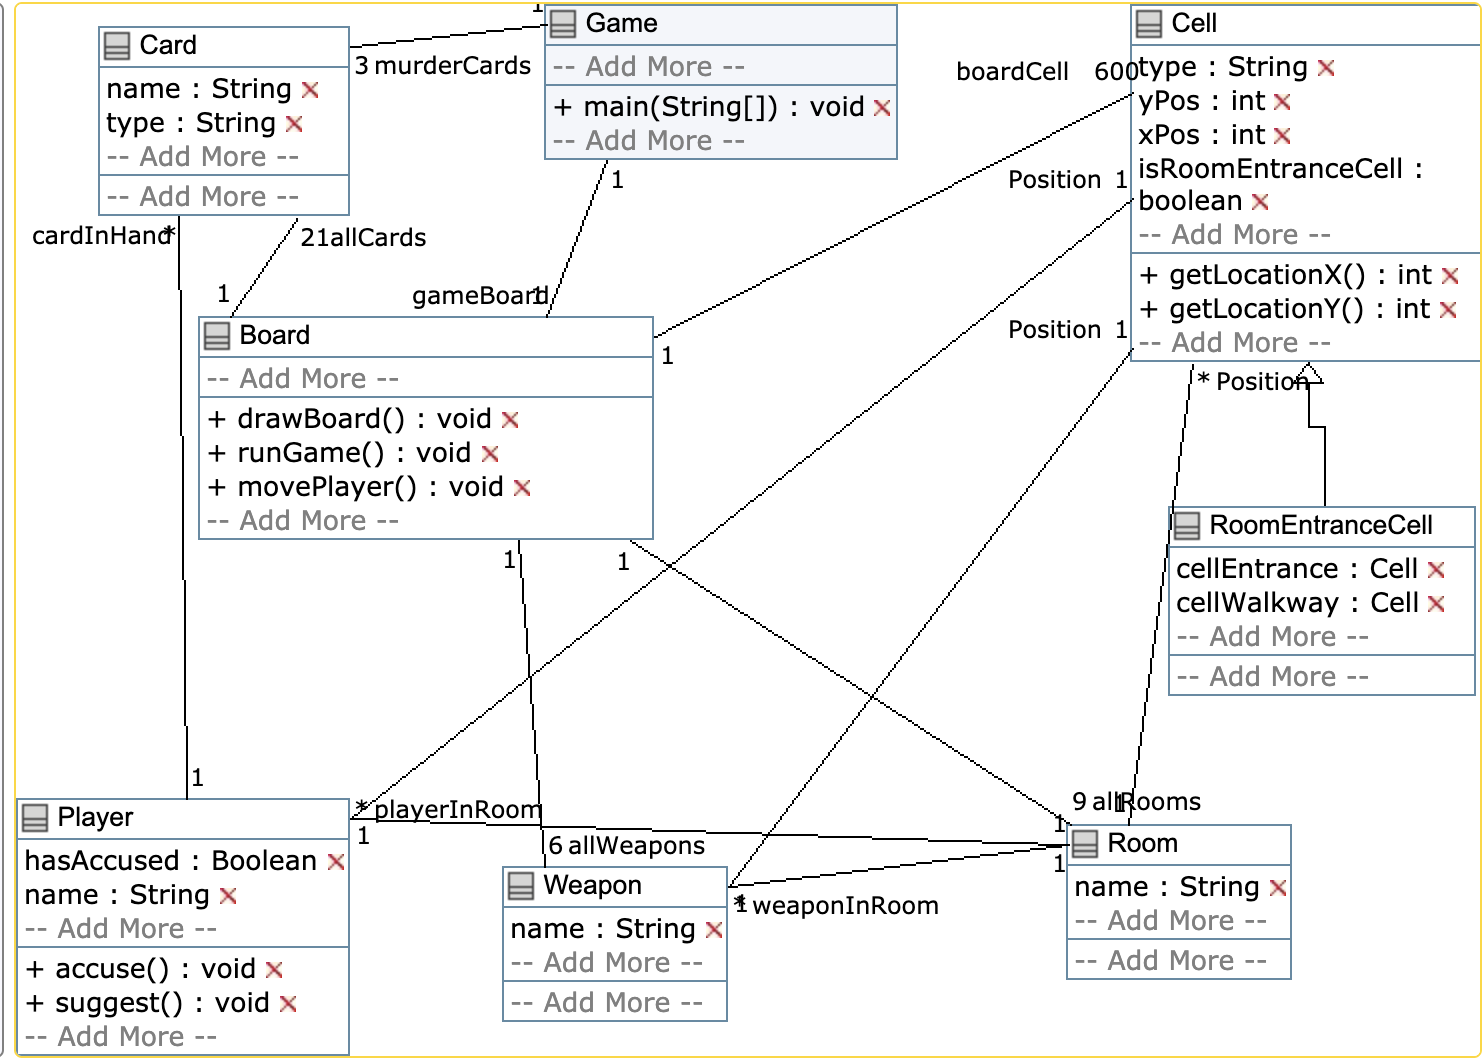 Card
name : String
type : String
-- Add More --
-- Add More --
1
3 murderCards
Game
-- Add More --
+ main(String[]) : void
-- Add More --
boardCell 600
Cell
type : String
yPos : int
xPos : int
isRoomEntranceCell :
boolean
-- Add More --
+ getLocationX() : int
+ getLocationY() : int
-- Add More --
Position 1
Position 1
* Position
cardInHand *
21 allCards
1
1
gameBoard 1
1
Board
-- Add More --
+ drawBoard() : void
+ runGame() : void
+ movePlayer() : void
-- Add More --
1
1
RoomEntranceCell
cellEntrance : Cell
cellWalkway : Cell
-- Add More --
-- Add More --
1
* playerInRoom
1
Player
hasAccused : Boolean
name : String
-- Add More --
+ accuse() : void
+ suggest() : void
-- Add More --
6 allWeapons
Weapon
name : String
-- Add More --
-- Add More --
* 1 weaponInRoom
9 allRooms
1
1
1
Room
name : String
-- Add More --
-- Add More --